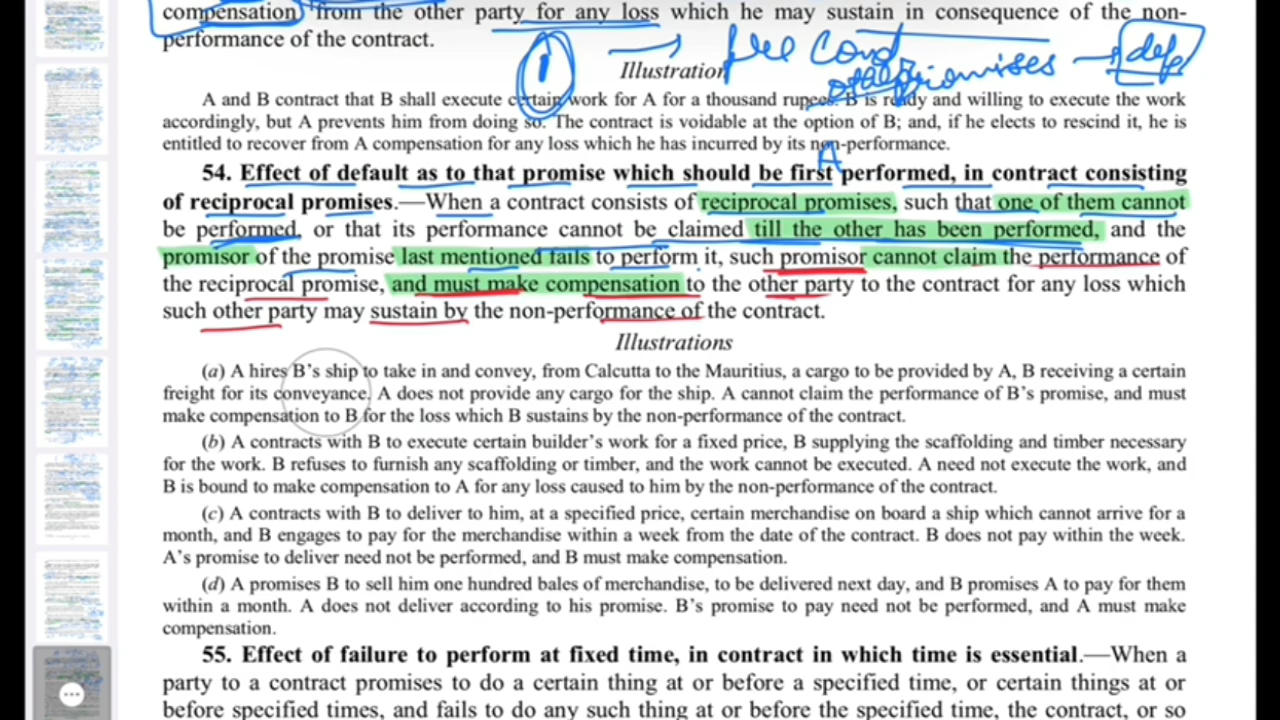 compensation from the other party for any loss which he may sustain in consequence of the non-
performance of the contract.
1 → free
promises → def
Illustration
A and B contract that B shall execute certain work for A for a thousand rupees. B is ready and willing to execute the work
accordingly, but A prevents him from doing so. The contract is voidable at the option of B; and, if he elects to rescind it, he is
entitled to recover from A compensation for any loss which he has incurred by its non-performance.
A
54. Effect of default as to that promise which should be first performed, in contract consisting
of reciprocal promises.—When a contract consists of reciprocal promises, such that one of them cannot
be performed, or that its performance cannot be claimed till the other has been performed, and the
promisor of the promise last mentioned fails to perform it, such promisor cannot claim the performance of
the reciprocal promise, and must make compensation to the other party to the contract for any loss which
such other party may sustain by the non-performance of the contract.
Illustrations
(a) A hires B's ship to take in and convey, from Calcutta to the Mauritius, a cargo to be provided by A, B receiving a certain
freight for its conveyance. A does not provide any cargo for the ship. A cannot claim the performance of B's promise, and must
make compensation to B for the loss which B sustains by the non-performance of the contract.
(b) A contracts with B to execute certain builder's work for a fixed price, B supplying the scaffolding and timber necessary
for the work. B refuses to furnish any scaffolding or timber, and the work cannot be executed. A need not execute the work, and
B is bound to make compensation to A for any loss caused to him by the non-performance of the contract.
(c) A contracts with B to deliver to him, at a specified price, certain merchandise on board a ship which cannot arrive for a
month, and B engages to pay for the merchandise within a week from the date of the contract. B does not pay within the week.
A's promise to deliver need not be performed, and B must make compensation.
(d) A promises B to sell him one hundred bales of merchandise, to be delivered next day, and B promises A to pay for them
within a month. A does not deliver according to his promise. B's promise to pay need not be performed, and A must make
compensation.
55. Effect of failure to perform at fixed time, in contract in which time is essential.—When a
party to a contract promises to do a certain thing at or before a specified time, or certain things at or
before specified times, and fails to do any such thing at or before the specified time, the contract, or so